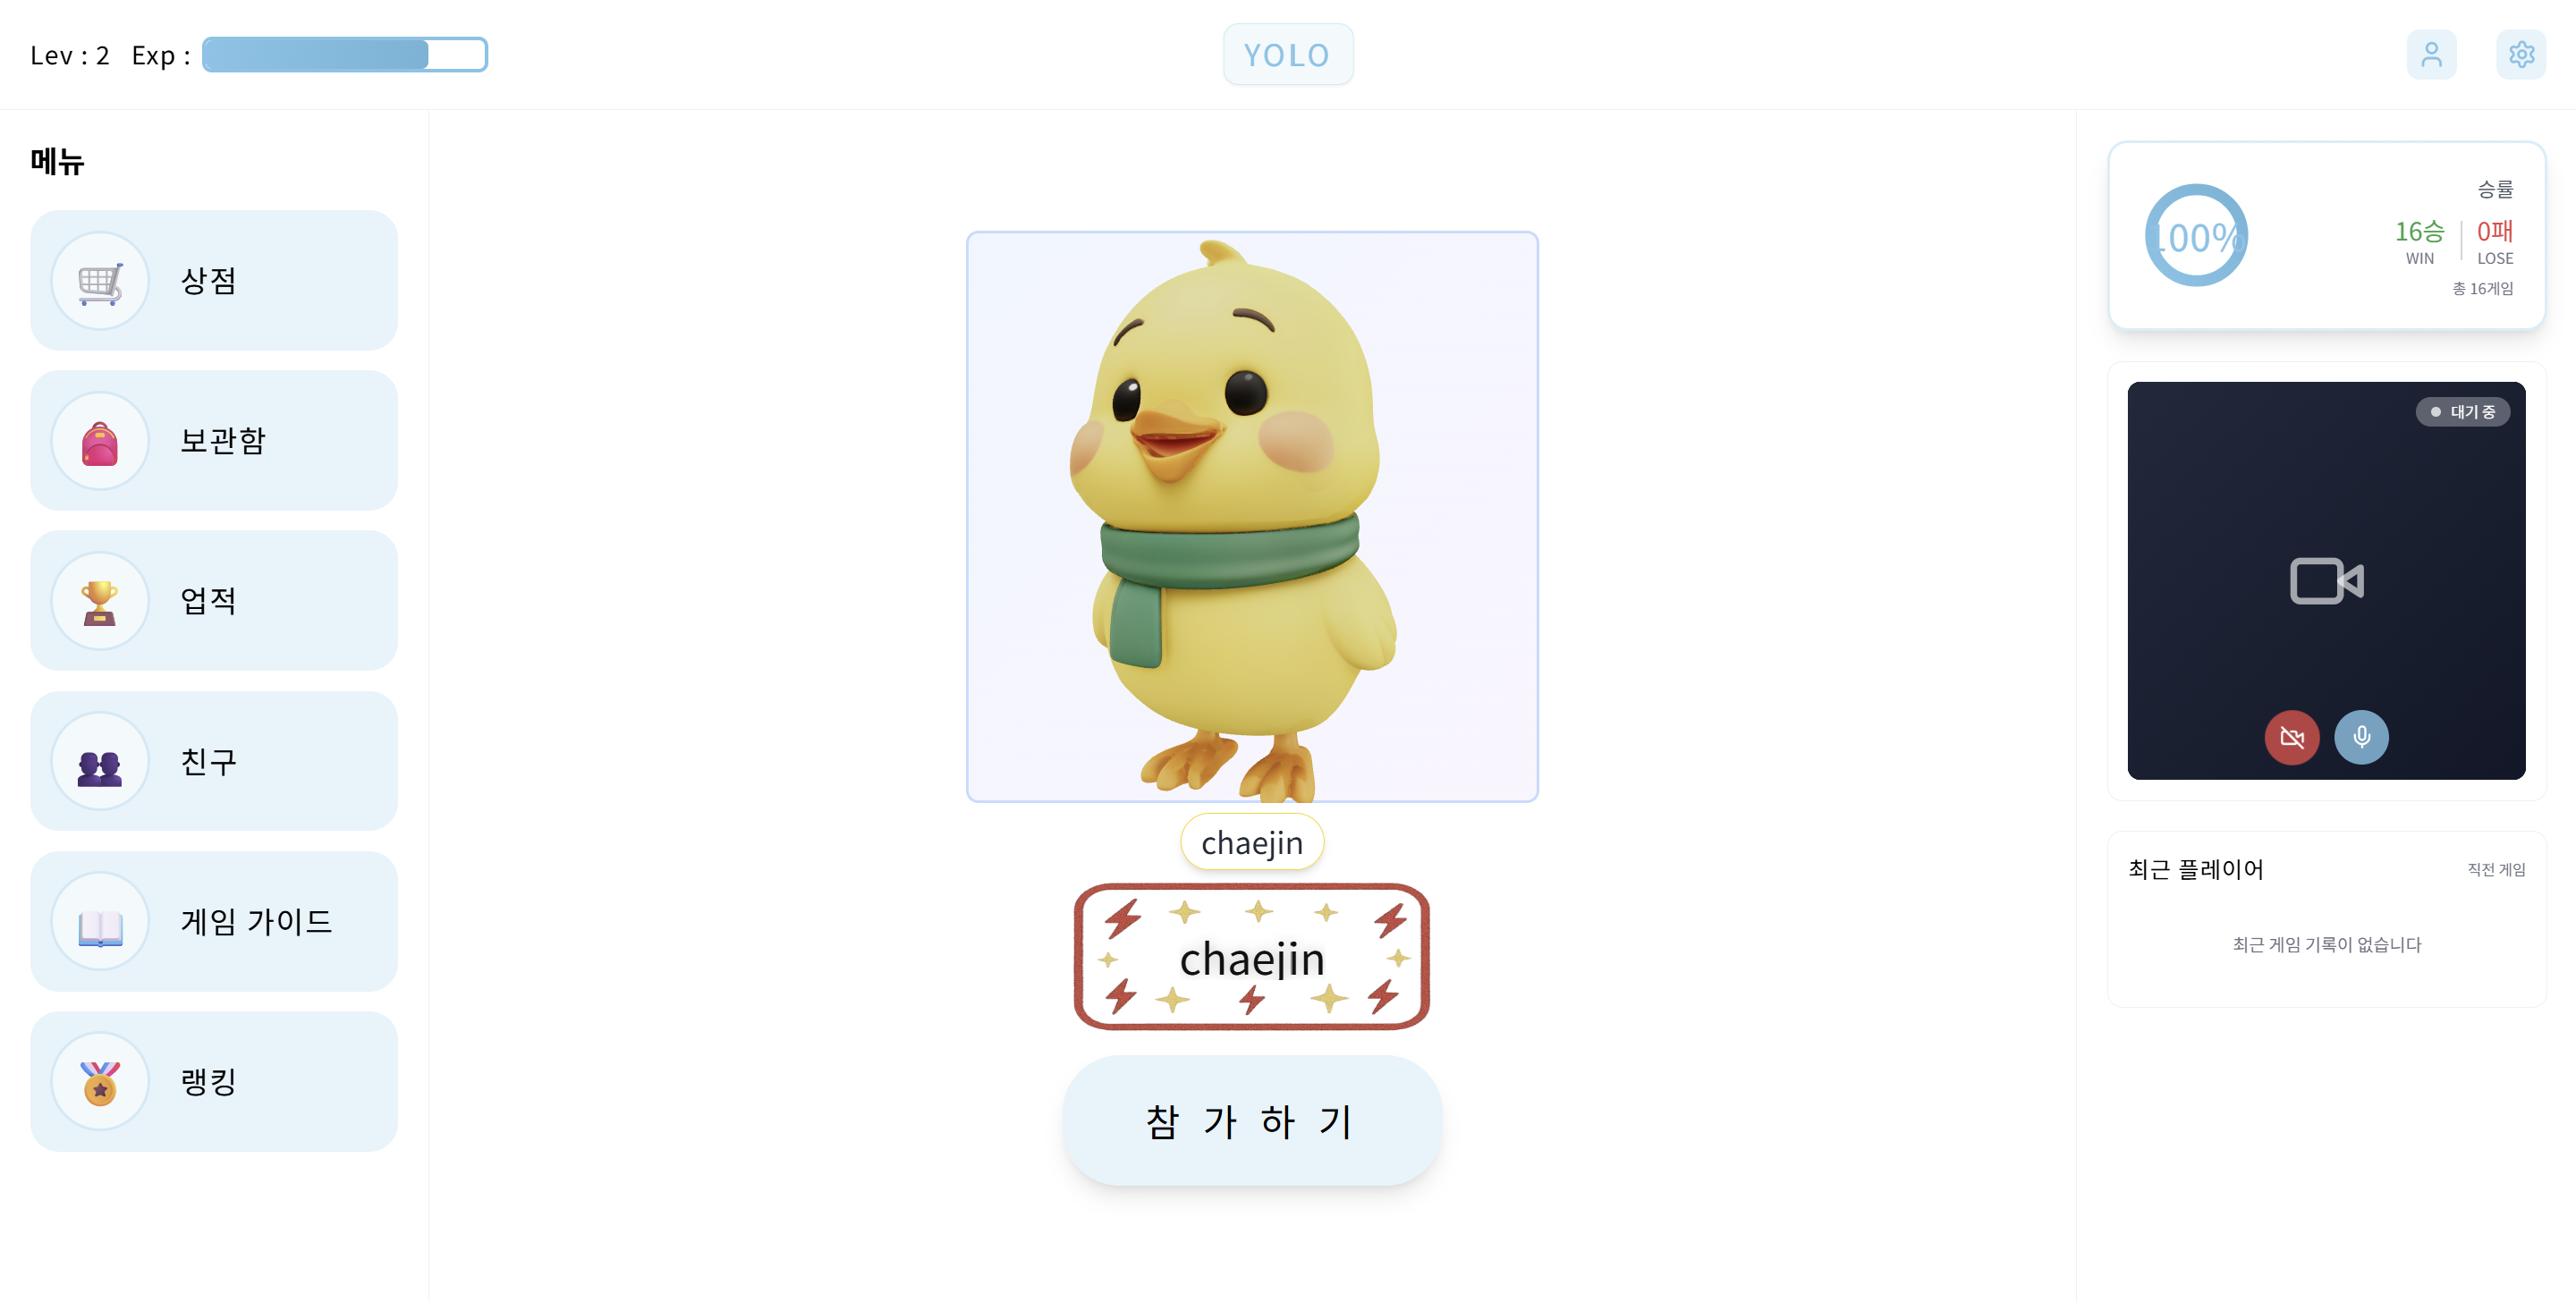 Lev : 2 Exp :
YOLO
메뉴
상점
보관함
업적
친구
게임 가이드
랭킹
chaejin
chaejin
참 가 하 기
100%
승률
16승 0패
WIN LOSE
총 16게임
대기 중
최근 플레이어 직전 게임
최근 게임 기록이 없습니다